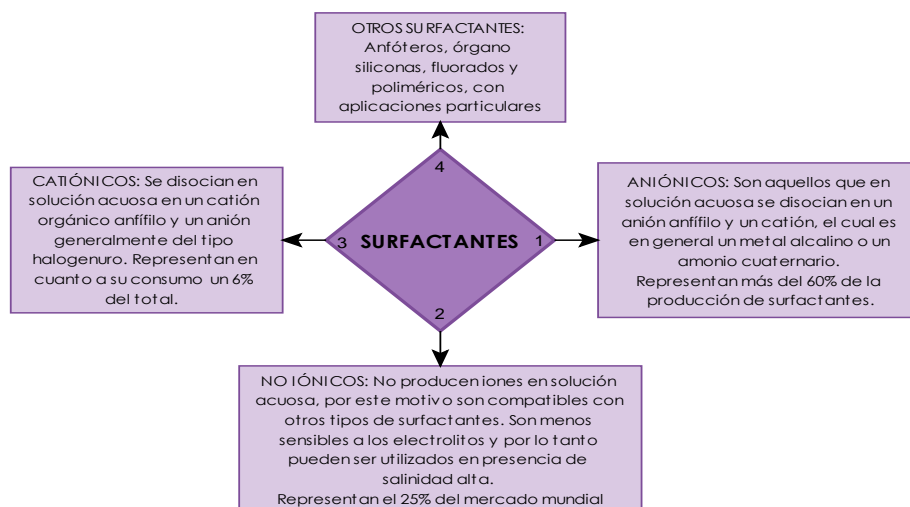 OTROS SURFACTANTES:
Anfóteros, órgano
siliconas, fluorados y
poliméricos, con
aplicaciones particulares
4
CATIÓNICOS: Se disocian en
solución acuosa en un catión
orgánico anfífilo y un anión
generalmente del tipo
halogenuro. Representan en
cuanto a su consumo un 6%
del total.
3
SURFACTANTES
1
ANIÓNICOS: Son aquellos que en
solución acuosa se disocian en un
anión anfífilo y un catión, el cual es
en general un metal alcalino o un
amonio cuaternario.
Representan más del 60% de la
producción de surfactantes.
2
NO IÓNICOS: No producen iones en solución
acuosa, por este motivo son compatibles con
otros tipos de surfactantes. Son menos
sensibles a los electrolitos y por lo tanto
pueden ser utilizados en presencia de
salinidad alta.
Representan el 25% del mercado mundial